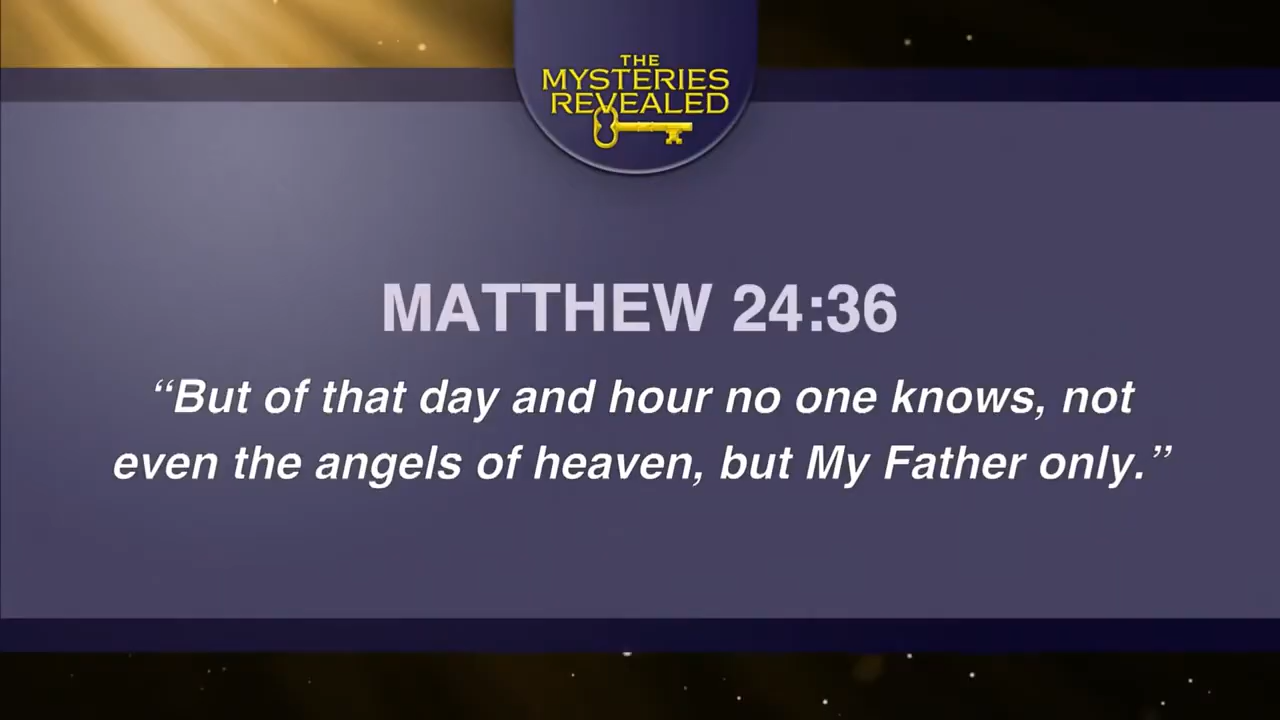 THE
MYSTERIES
REVEALED
MATTHEW 24:36
“But of that day and hour no one knows, not
even the angels of heaven, but My Father only.”